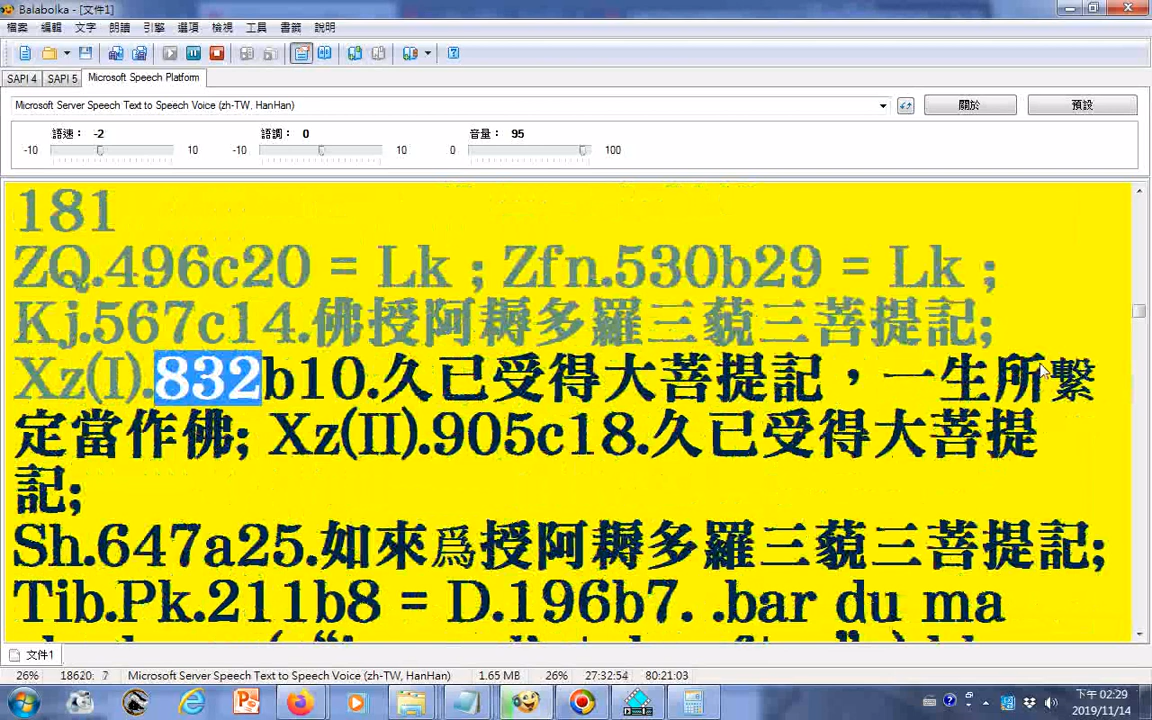 Balabolka - [文件1]
檔案 編輯 文字 朗讀 引擎 選項 檢視 工具 書籤 說明
SAPI 4 SAPI 5 Microsoft Speech Platform
Microsoft Server Speech Text to Speech Voice (zh-TW, HanHan) 關於 預設
語速： -2 語調： 0 音量： 95
-10 10 -10 10 0 100
181
ZQ.496c20 = Lk ; Zfn.530b29 = Lk ;
Kj.567c14.佛授阿耨多羅三藐三菩提記;
Xz(I).832b10.久已受得大菩提記，一生所繫
定當作佛; Xz(II).905c18.久已受得大菩提
記;
Sh.647a25.如來爲授阿耨多羅三藐三菩提記;
Tib.Pk.211b8 = D.196b7. .bar du ma
文件1
26% 18620: 7 Microsoft Server Speech Text to Speech Voice (zh-TW, HanHan) 1.65 MB 26% 27:32:54 80:21:03
下午 02:29
2019/11/14